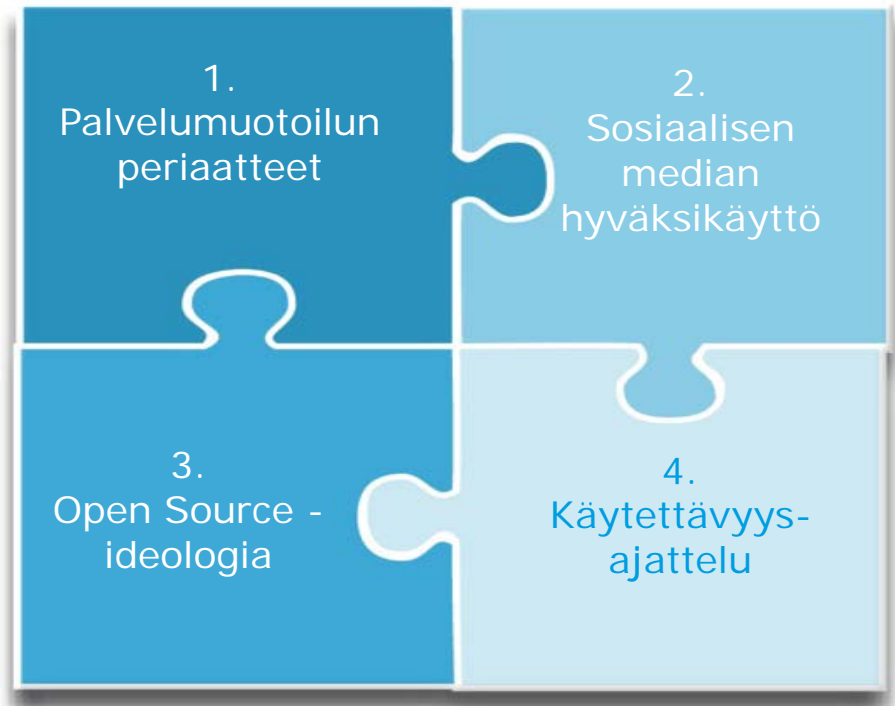 1.
Palvelumuotoilun
periaatteet
2.
Sosiaalisen
median
hyväksikäyttö
3.
Open Source -
ideologia
4.
Käytettävyys-
ajattelu